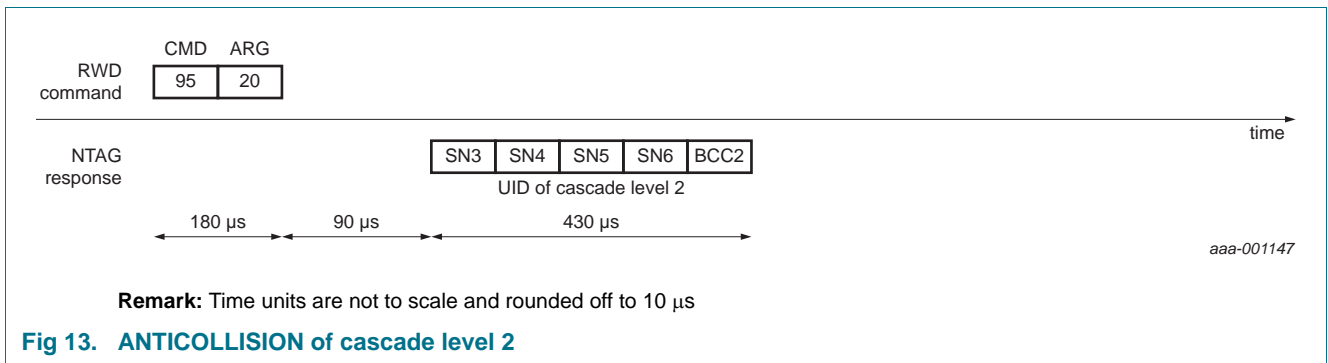 CMD ARG
RWD command 95 20
time
NTAG response SN3 SN4 SN5 SN6 BCC2
UID of cascade level 2
180 µs 90 µs 430 µs
aaa-001147
Remark: Time units are not to scale and rounded off to 10 µs
Fig 13. ANTICOLLISION of cascade level 2